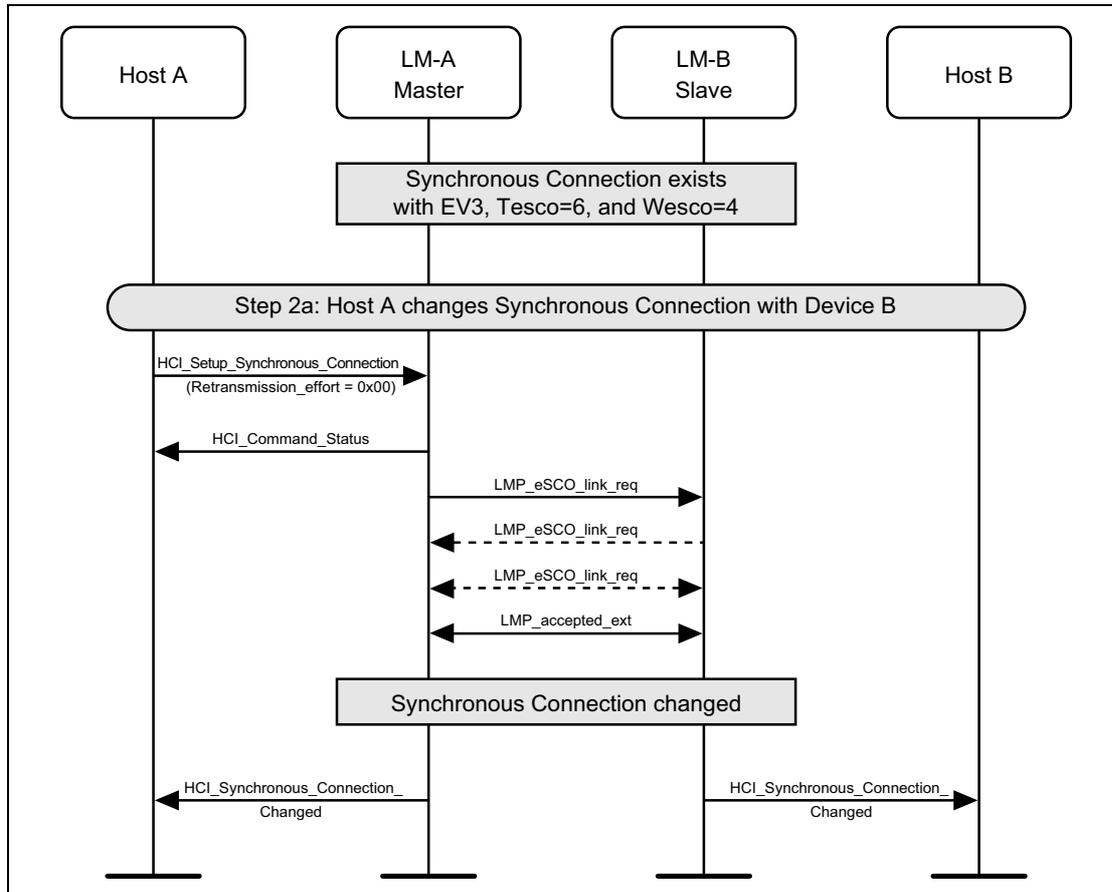 Host A
LM-A
Master
LM-B
Slave
Host B
Synchronous Connection exists
with EV3, Tesco=6, and Wesco=4
Step 2a: Host A changes Synchronous Connection with Device B
HCI_Setup_Synchronous_Connection
(Retransmission_effort = 0x00)
HCI_Command_Status
LMP_eSCO_link_req
LMP_eSCO_link_req
LMP_eSCO_link_req
LMP_accepted_ext
Synchronous Connection changed
HCI_Synchronous_Connection_
Changed
HCI_Synchronous_Connection_
Changed